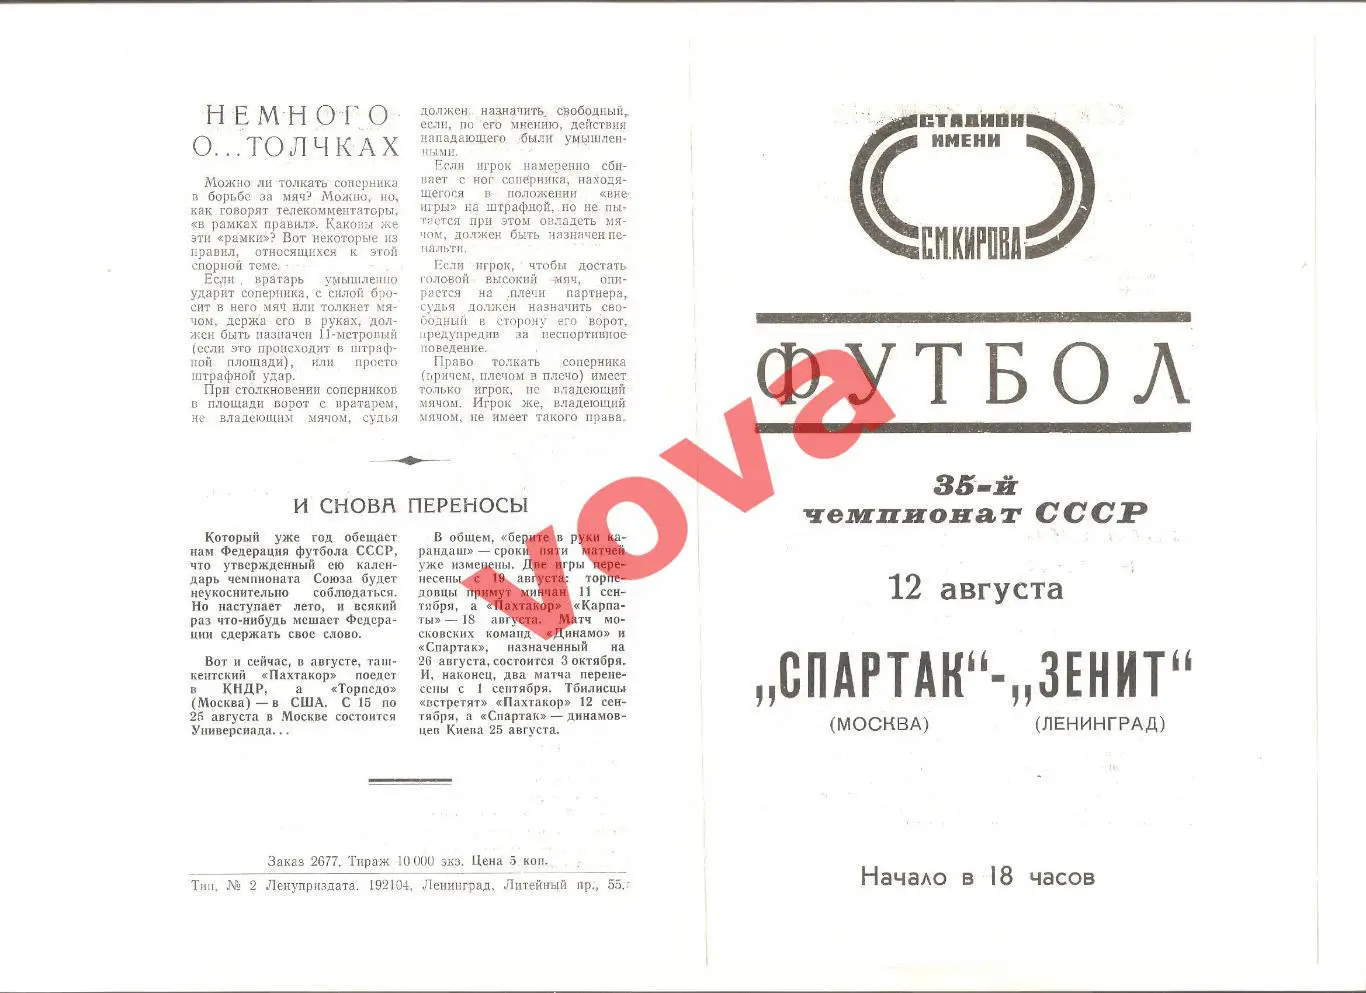 НЕМНОГО
О...ТОЛЧКАХ
Можно ли толкать соперника
в борьбе за мяч? Можно, но,
как говорят телекомментаторы,
«в рамках правил». Каковы же
эти «рамки»? Вот некоторые из
правил, относящихся к этой
спорной теме.
Если вратарь умышленно
ударит соперника, с силой бро-
сит в него мяч или толкнет мя-
чом, держа его в руках, дол-
жен быть назначен 11-метровый
(если это происходит в штраф-
ной площади), или просто
штрафной удар.
При столкновении соперников
в площади ворот с вратарем,
не владеющим мячом, судья
должен назначить свободный,
если, по его мнению, действия
нападающего были умышлен-
ными.
Если игрок намеренно сби-
вает с ног соперника, находя-
щегося в положении «вне
игры» на штрафной, но не пы-
тается при этом овладеть мя-
чом, должен быть назначен пе-
нальти.
Если игрок, чтобы достать
головой высокий мяч, опи-
рается на плечи партнера,
судья должен назначить сво-
бодный в сторону его ворот,
предупредив за неспортивное
поведение.
Право толкать соперника
(причем, плечом в плечо) имеет
только игрок, не владеющий
мячом. Игрок же, владеющий
мячом, не имеет такого права.
И СНОВА ПЕРЕНОСЫ
Который уже год обещает
нам Федерация футбола СССР,
что утвержденный ею кален-
дарь чемпионата Союза будет
неукоснительно соблюдаться.
Но наступает лето, и всякий
раз что-нибудь мешает Федера-
ции сдержать свое слово.
Вот и сейчас, в августе, таш-
кентский «Пахтакор» поедет
в КНДР, а «Торпедо»
(Москва) — в США. С 15 по
25 августа в Москве состоится
Универсиада...
В общем, «берите в руки ка-
рандаш» — сроки пяти матчей
уже изменены. Две игры пере-
несены с 19 августа: торпе-
довцы примут минчан 11 сен-
тября, а «Пахтакор» «Карпа-
ты» — 18 августа. Матч мо-
сковских команд «Динамо» и
«Спартак», назначенный на
26 августа, состоится 3 октября.
И, наконец, два матча перене-
сены с 1 сентября. Тбилисцы
«встретят» «Пахтакор» 12 сен-
тября, а «Спартак» — динамов-
цев Киева 25 августа.
Заказ 2677. Тираж 10 000 экз. Цена 5 коп.
Тип. № 2 Ленуприздата. 192104, Ленинград, Литейный пр., 55.
СТАДИОН
ИМЕНИ
С.М.КИРОВА
ФУТБОЛ
35-й
чемпионат СССР
12 августа
„СПАРТАК“-„ЗЕНИТ“
(МОСКВА) (ЛЕНИНГРАД)
Начало в 18 часов
vova